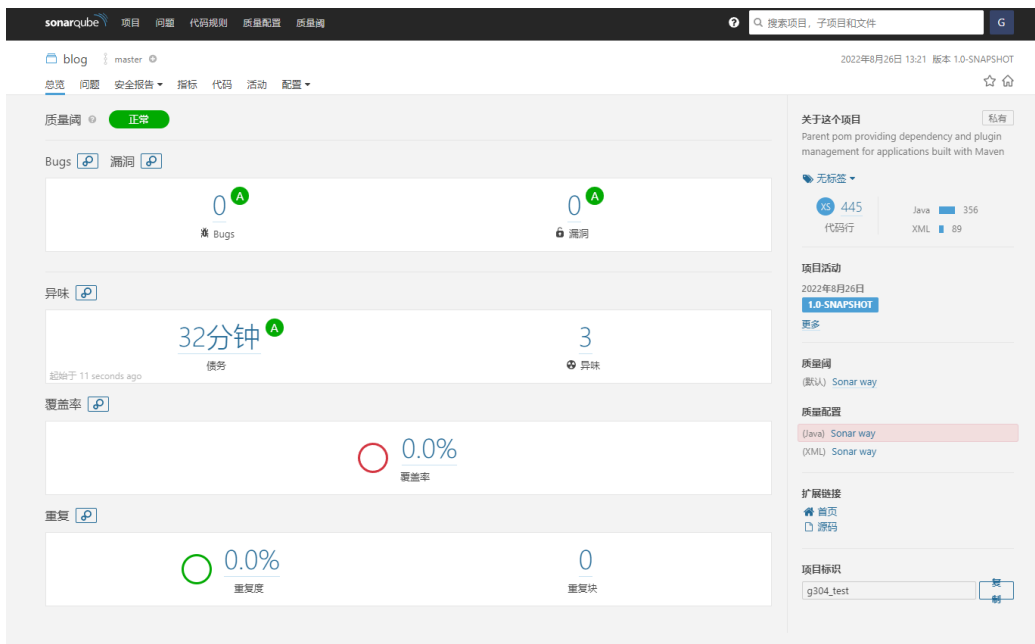 sonarqube 项目 问题 代码规则 质量配置 质量阈 搜索项目，子项目和文件 G
blog master 2022年8月26日 13:21 版本 1.0-SNAPSHOT
总览 问题 安全报告 指标 代码 活动 配置
质量阈 正常
Bugs 漏洞
0 A 0 A
Bugs 漏洞
异味
32分钟 A 3
债务 异味
起始于 11 seconds ago
覆盖率
0.0%
覆盖率
重复
0.0% 0
重复度 重复块
关于这个项目 私有
Parent pom providing dependency and plugin
management for applications built with Maven
无标签
XS 445 Java 356
代码行 XML 89
项目活动
2022年8月26日
1.0-SNAPSHOT
更多
质量阈
(默认) Sonar way
质量配置
(Java) Sonar way
(XML) Sonar way
扩展链接
首页
源码
项目标识
g304_test 复制